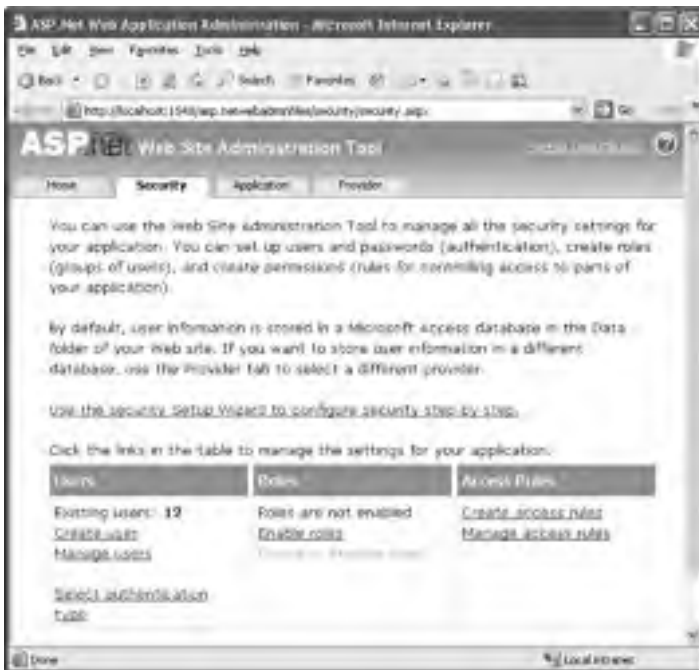 ASP.Net Web Application Administration - Microsoft Internet Explorer
File Edit View Favorites Tools Help
Back Search Favorites
Go
ASP.net Web Site Administration Tool
Home Security Application Provider
You can use the Web Site Administration Tool to manage all the security settings for
your application. You can set up users and passwords (authentication), create roles
(groups of users), and create permissions (rules for controlling access to parts of
your application).
By default, user information is stored in a Microsoft Access database in the Data
folder of your Web site. If you want to store user information in a different
database, use the Provider tab to select a different provider.
Use the security Setup Wizard to configure security step by step.
Click the links in the table to manage the settings for your application.
Users Roles Access Rules
Existing users: 12 Roles are not enabled Create access rules
Create user Enable roles Manage access rules
Manage users
Select authentication
type
Done Local intranet